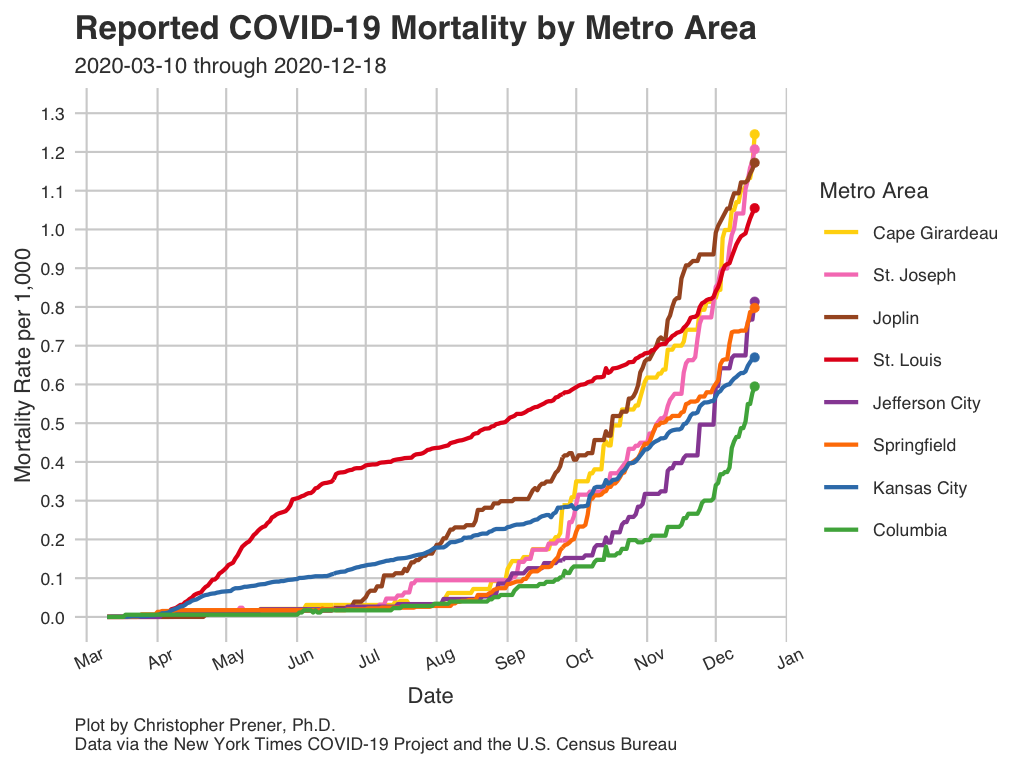 Reported COVID-19 Mortality by Metro Area
2020-03-10 through 2020-12-18
Mortality Rate per 1,000
1.3
1.2
1.1
1.0
0.9
0.8
0.7
0.6
0.5
0.4
0.3
0.2
0.1
0.0
Mar
Apr
May
Jun
Jul
Aug
Sep
Oct
Nov
Dec
Jan
Date
Metro Area
Cape Girardeau
St. Joseph
Joplin
St. Louis
Jefferson City
Springfield
Kansas City
Columbia
Plot by Christopher Prener, Ph.D.
Data via the New York Times COVID-19 Project and the U.S. Census Bureau